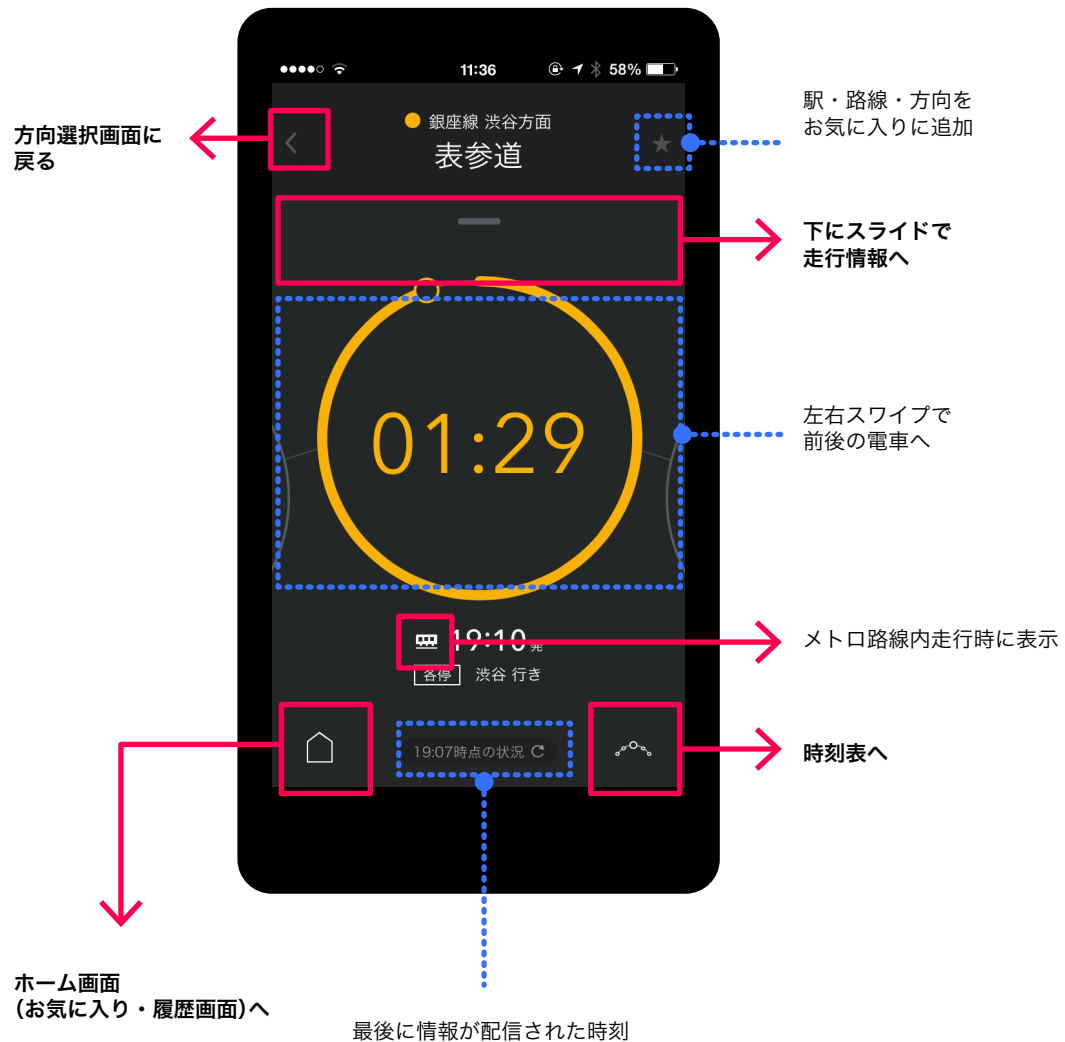 11:36
58%
方向選択画面に
戻る
銀座線 渋谷方面
表参道
駅・路線・方向を
お気に入りに追加
下にスライドで
走行情報へ
01:29
左右スワイプで
前後の電車へ
19:10発
各停 渋谷 行き
メトロ路線内走行時に表示
19:07時点の状況
時刻表へ
ホーム画面
（お気に入り・履歴画面）へ
最後に情報が配信された時刻